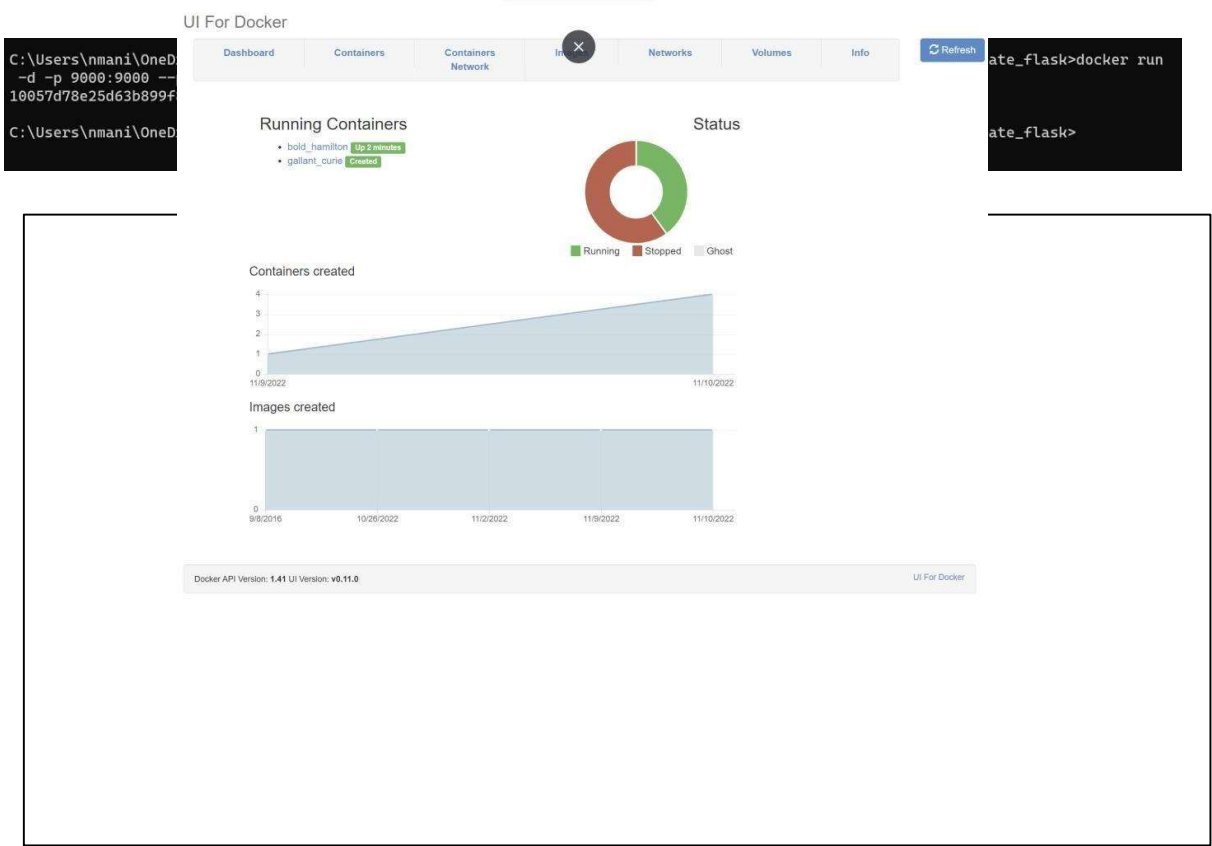 UI For Docker
Dashboard Containers Containers Network Networks Volumes Info Refresh
C:\Users\nmani\OneD
ate_flask>docker run
-d -p 9000:9000 --
10057d78e25d63b899f
C:\Users\nmani\OneD
ate_flask>
Running Containers
bold_hamilton Up 2 minutes
gallant_curie Created
Status
Running Stopped Ghost
Containers created
4
3
2
1
0
11/9/2022 11/10/2022
Images created
1
0
9/8/2016 10/26/2022 11/2/2022 11/9/2022 11/10/2022
Docker API Version: 1.41 UI Version: v0.11.0
UI For Docker